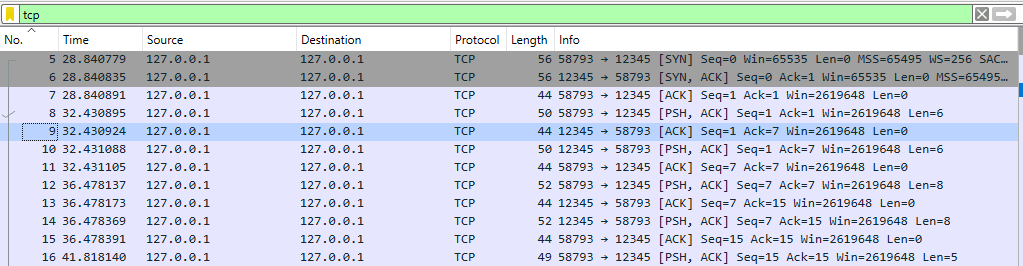 tcp
No. Time Source Destination Protocol Length Info
5 28.840779 127.0.0.1 127.0.0.1 TCP 56 58793 → 12345 [SYN] Seq=0 Win=65535 Len=0 MSS=65495 WS=256 SAC…
6 28.840835 127.0.0.1 127.0.0.1 TCP 56 12345 → 58793 [SYN, ACK] Seq=0 Ack=1 Win=65535 Len=0 MSS=65495…
7 28.840891 127.0.0.1 127.0.0.1 TCP 44 58793 → 12345 [ACK] Seq=1 Ack=1 Win=2619648 Len=0
8 32.430895 127.0.0.1 127.0.0.1 TCP 50 58793 → 12345 [PSH, ACK] Seq=1 Ack=1 Win=2619648 Len=6
9 32.430924 127.0.0.1 127.0.0.1 TCP 44 12345 → 58793 [ACK] Seq=1 Ack=7 Win=2619648 Len=0
10 32.431088 127.0.0.1 127.0.0.1 TCP 50 12345 → 58793 [PSH, ACK] Seq=1 Ack=7 Win=2619648 Len=6
11 32.431105 127.0.0.1 127.0.0.1 TCP 44 58793 → 12345 [ACK] Seq=7 Ack=7 Win=2619648 Len=0
12 36.478137 127.0.0.1 127.0.0.1 TCP 52 58793 → 12345 [PSH, ACK] Seq=7 Ack=7 Win=2619648 Len=8
13 36.478173 127.0.0.1 127.0.0.1 TCP 44 12345 → 58793 [ACK] Seq=7 Ack=15 Win=2619648 Len=0
14 36.478369 127.0.0.1 127.0.0.1 TCP 52 12345 → 58793 [PSH, ACK] Seq=7 Ack=15 Win=2619648 Len=8
15 36.478391 127.0.0.1 127.0.0.1 TCP 44 58793 → 12345 [ACK] Seq=15 Ack=15 Win=2619648 Len=0
16 41.818140 127.0.0.1 127.0.0.1 TCP 49 58793 → 12345 [PSH, ACK] Seq=15 Ack=15 Win=2619648 Len=5